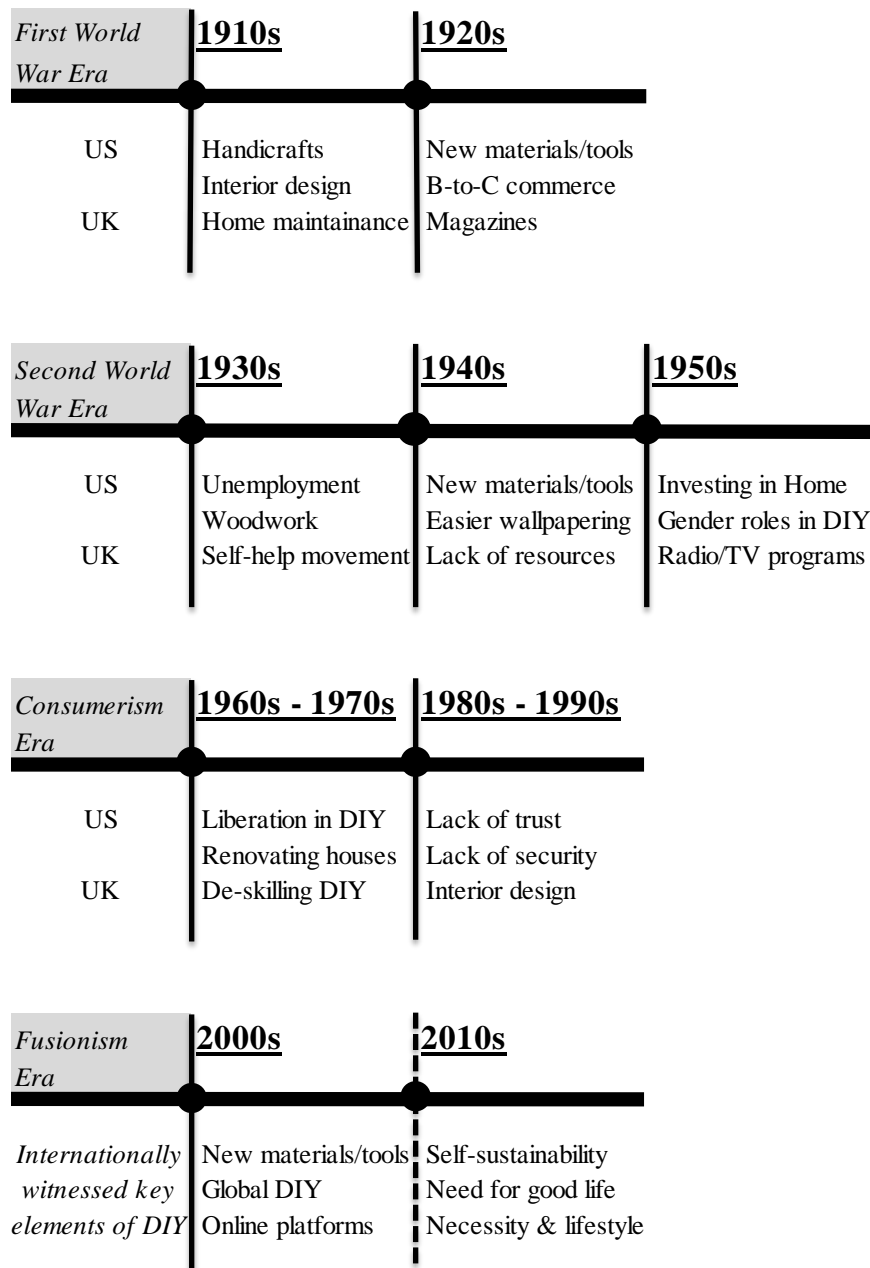 First World 1910s 1920s
War Era
US Handicrafts New materials/tools
Interior design B-to-C commerce
UK Home maintainance Magazines
Second World 1930s 1940s 1950s
War Era
US Unemployment New materials/tools Investing in Home
Woodwork Easier wallpapering Gender roles in DIY
UK Self-help movement Lack of resources Radio/TV programs
Consumerism 1960s - 1970s 1980s - 1990s
Era
US Liberation in DIY Lack of trust
Renovating houses Lack of security
UK De-skilling DIY Interior design
Fusionism 2000s 2010s
Era
Internationally New materials/tools Self-sustainability
witnessed key Global DIY Need for good life
elements of DIY Online platforms Necessity & lifestyle